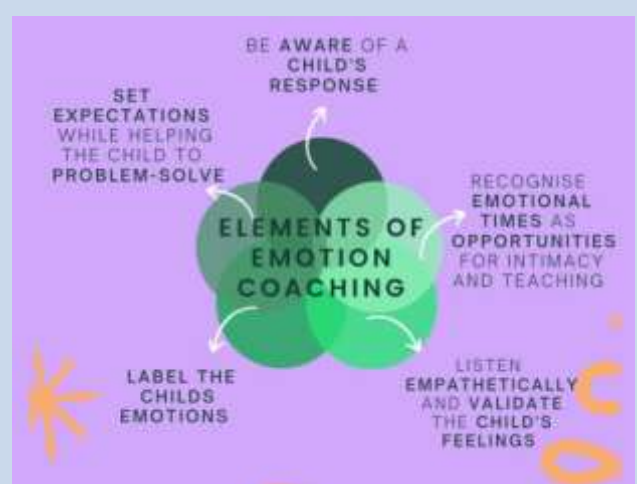 BE AWARE OF A
CHILD'S
RESPONSE
SET
EXPECTATIONS
WHILE HELPING
THE CHILD TO
PROBLEM-SOLVE
RECOGNISE
EMOTIONAL
TIMES AS
OPPORTUNITIES
FOR INTIMACY
AND TEACHING
ELEMENTS OF
EMOTION
COACHING
LABEL THE
CHILDS
EMOTIONS
LISTEN
EMPATHETICALLY
AND VALIDATE
THE CHILD'S
FEELINGS